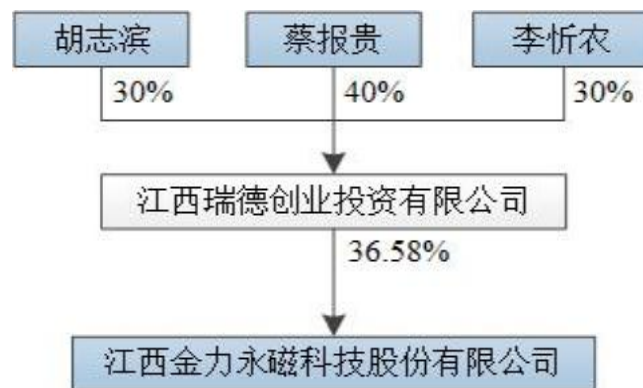 胡志滨
蔡报贵
李忻农
30%
40%
30%
江西瑞德创业投资有限公司
36.58%
江西金力永磁科技股份有限公司